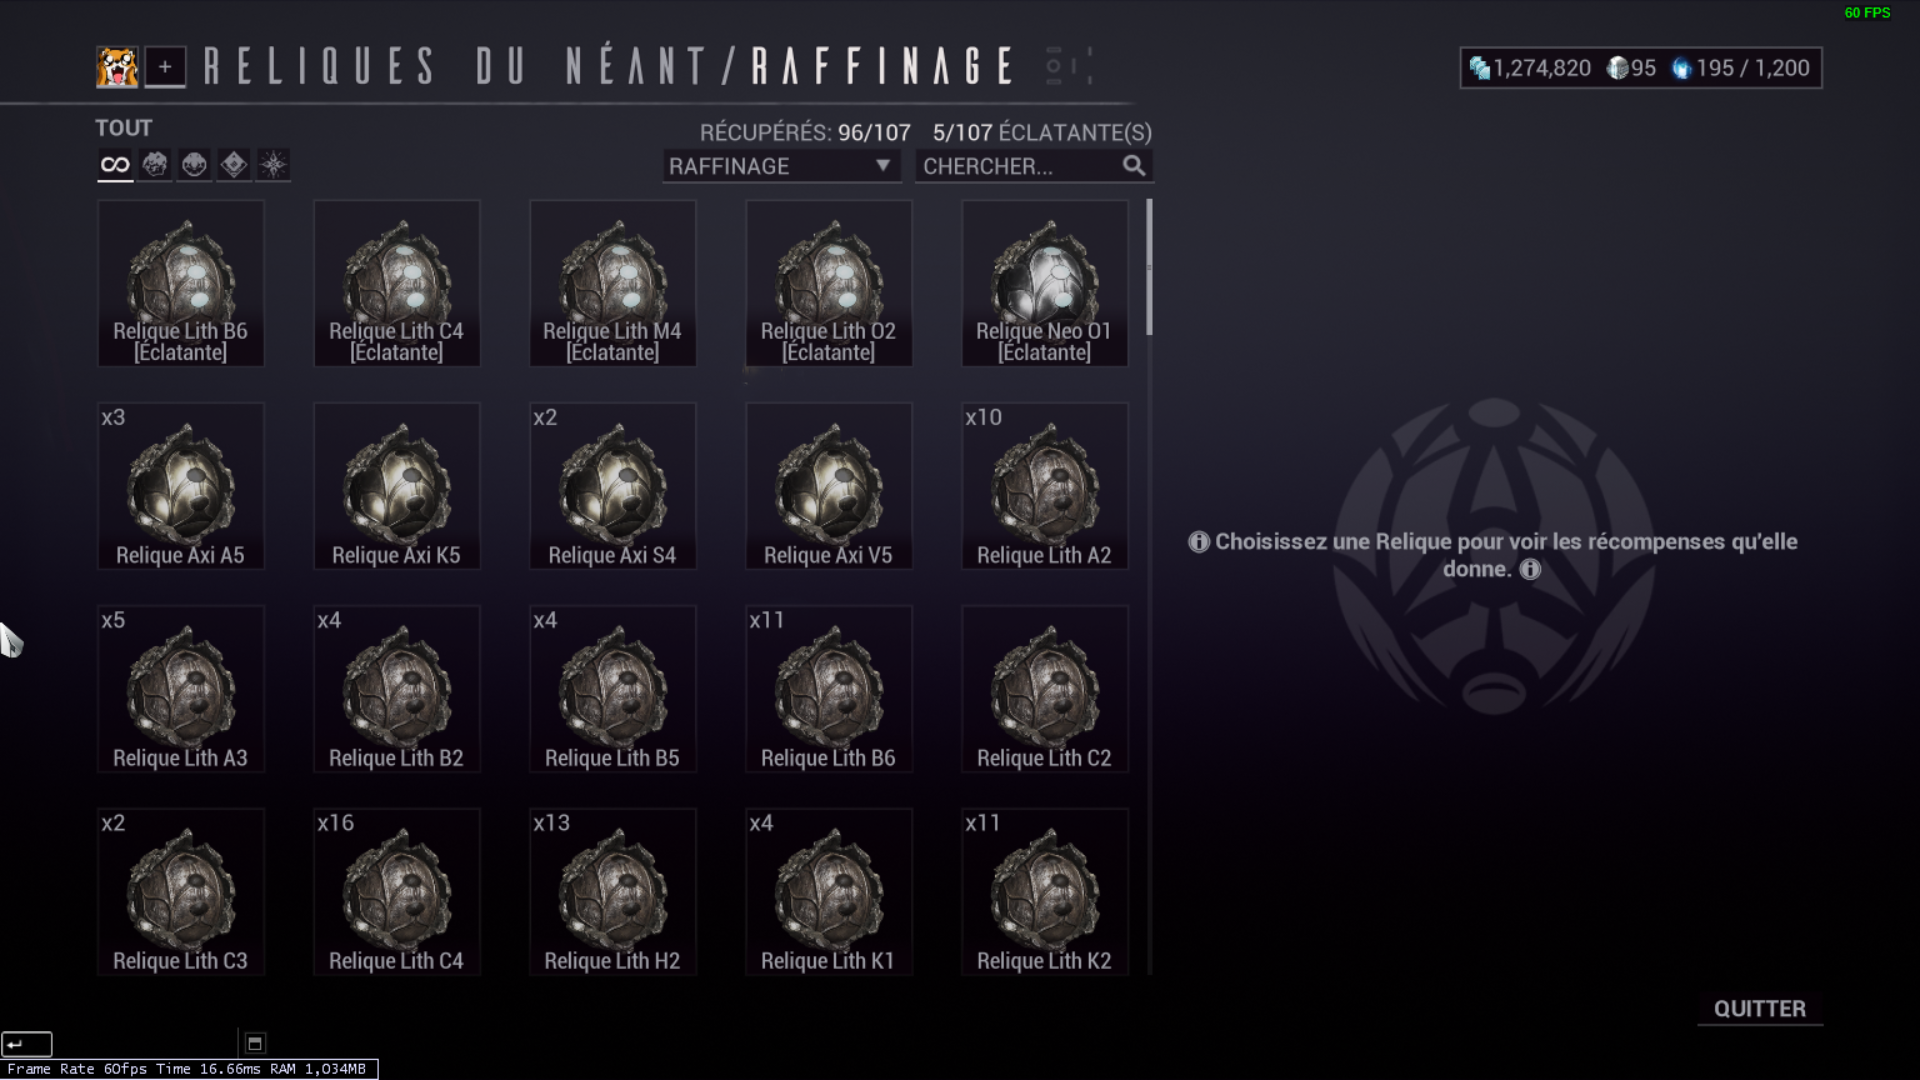 60 FPS
RELIQUES DU NÉANT/RAFFINAGE
1,274,820 95 195 / 1,200
TOUT
RÉCUPÉRÉS: 96/107 5/107 ÉCLATANTE(S)
RAFFINAGE
CHERCHER...
Relique Lith B6
[Éclatante]
Relique Lith C4
[Éclatante]
Relique Lith M4
[Éclatante]
Relique Lith O2
[Éclatante]
Relique Neo O1
[Éclatante]
x3
Relique Axi A5
Relique Axi K5
x2
Relique Axi S4
Relique Axi V5
x10
Relique Lith A2
x5
Relique Lith A3
x4
Relique Lith B2
x4
Relique Lith B5
x11
Relique Lith B6
Relique Lith C2
x2
Relique Lith C3
x16
Relique Lith C4
x13
Relique Lith H2
x4
Relique Lith K1
x11
Relique Lith K2
Choisissez une Relique pour voir les récompenses qu'elle
donne.
QUITTER
Frame Rate 60fps Time 16.66ms RAM 1,034MB